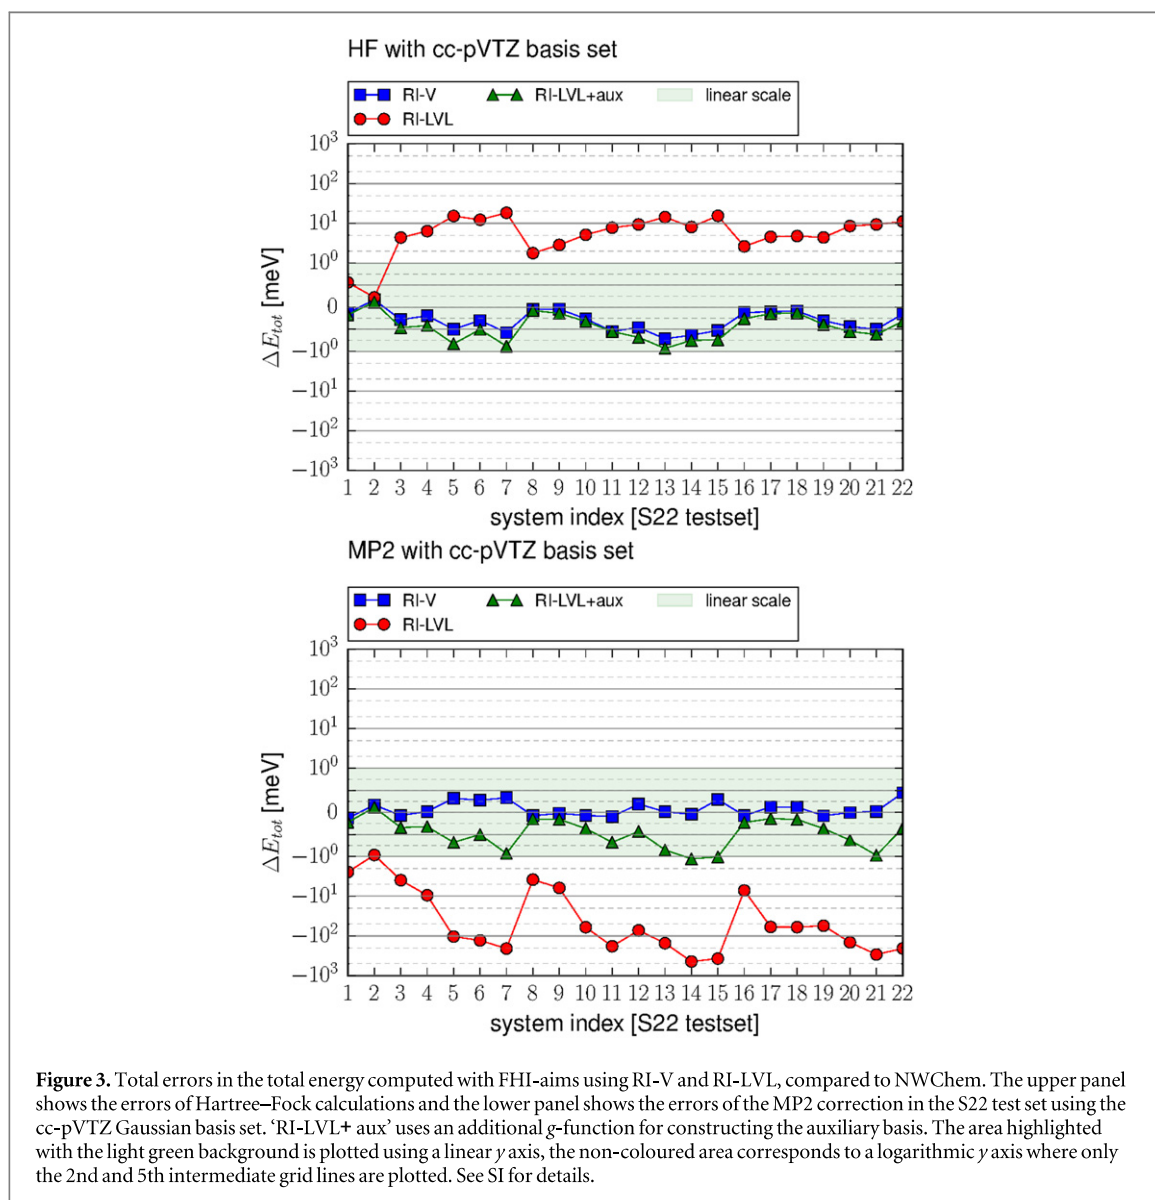 HF with cc-pVTZ basis set
RI-V
RI-LVL+aux
linear scale
RI-LVL
10³
10²
10¹
10⁰
0
−10⁰
−10¹
−10²
−10³
ΔE_tot [meV]
1 2 3 4 5 6 7 8 9 10 11 12 13 14 15 16 17 18 19 20 21 22
system index [S22 testset]
MP2 with cc-pVTZ basis set
RI-V
RI-LVL+aux
linear scale
RI-LVL
10³
10²
10¹
10⁰
0
−10⁰
−10¹
−10²
−10³
ΔE_tot [meV]
1 2 3 4 5 6 7 8 9 10 11 12 13 14 15 16 17 18 19 20 21 22
system index [S22 testset]
Figure 3. Total errors in the total energy computed with FHI-aims using RI-V and RI-LVL, compared to NWChem. The upper panel
shows the errors of Hartree–Fock calculations and the lower panel shows the errors of the MP2 correction in the S22 test set using the
cc-pVTZ Gaussian basis set. ‘RI-LVL+ aux’ uses an additional g-function for constructing the auxiliary basis. The area highlighted
with the light green background is plotted using a linear y axis, the non-coloured area corresponds to a logarithmic y axis where only
the 2nd and 5th intermediate grid lines are plotted. See SI for details.